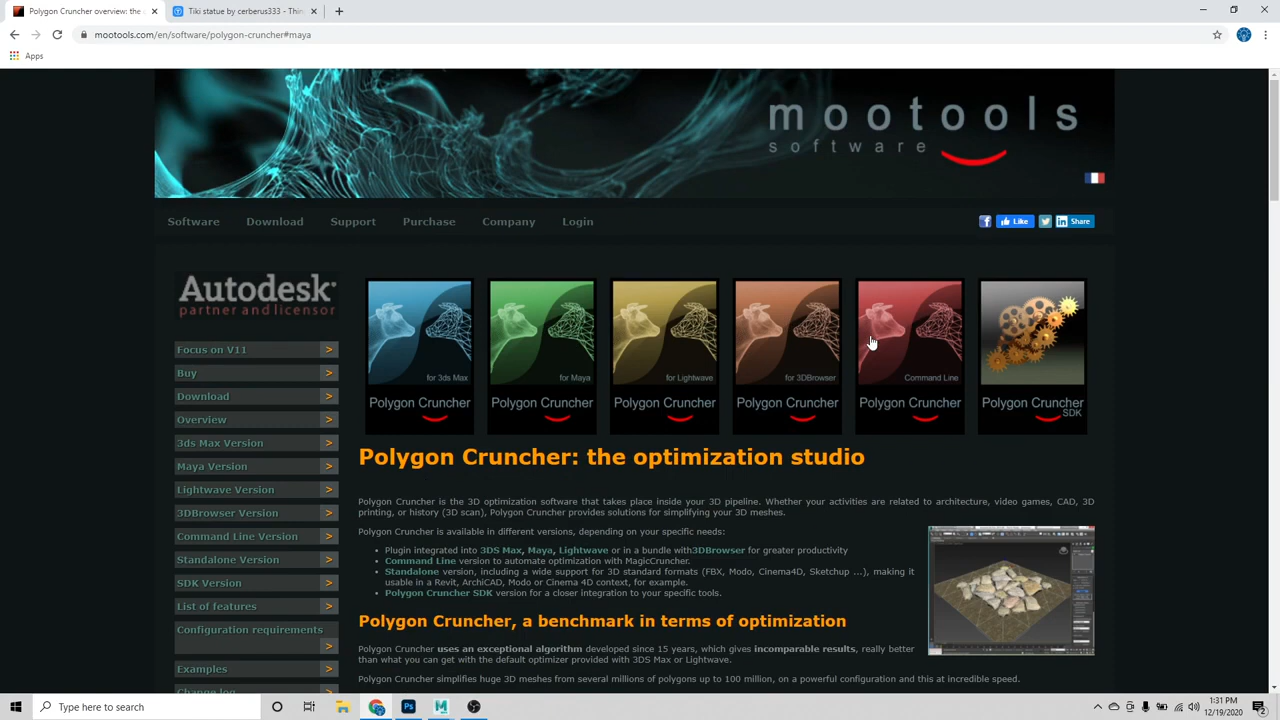 Polygon Cruncher overview: the o
Tiki statue by cerberus333 - Thin
mootools.com/en/software/polygon-cruncher#maya
Apps
mootools
software
Software
Download
Support
Purchase
Company
Login
Like
Share
Autodesk
partner and licensor
for 3ds Max
Polygon Cruncher
for Maya
Polygon Cruncher
for Lightwave
Polygon Cruncher
for 3DBrowser
Polygon Cruncher
Command Line
Polygon Cruncher
Polygon Cruncher
SDK
Focus on V11 >
Buy >
Download >
Overview >
3ds Max Version >
Maya Version >
Lightwave Version >
3DBrowser Version >
Command Line Version >
Standalone Version >
SDK Version >
List of features >
Configuration requirements
>
Examples >
Change log >
Polygon Cruncher: the optimization studio
Polygon Cruncher is the 3D optimization software that takes place inside your 3D pipeline. Whether your activities are related to architecture, video games, CAD, 3D
printing, or history (3D scan), Polygon Cruncher provides solutions for simplifying your 3D meshes.
Polygon Cruncher is available in different versions, depending on your specific needs:
• Plugin integrated into 3DS Max, Maya, Lightwave or in a bundle with3DBrowser for greater productivity
• Command Line version to automate optimization with MagicCruncher.
• Standalone version, including a wide support for 3D standard formats (FBX, Modo, Cinema4D, Sketchup ...), making it
usable in a Revit, ArchiCAD, Modo or Cinema 4D context, for example.
• Polygon Cruncher SDK version for a closer integration to your specific tools.
Polygon Cruncher, a benchmark in terms of optimization
Polygon Cruncher uses an exceptional algorithm developed since 15 years, which gives incomparable results, really better
than what you can get with the default optimizer provided with 3DS Max or Lightwave.
Polygon Cruncher simplifies huge 3D meshes from several millions of polygons up to 100 million, on a powerful configuration and this at incredible speed.
Type here to search
1:31 PM
12/19/2020
2